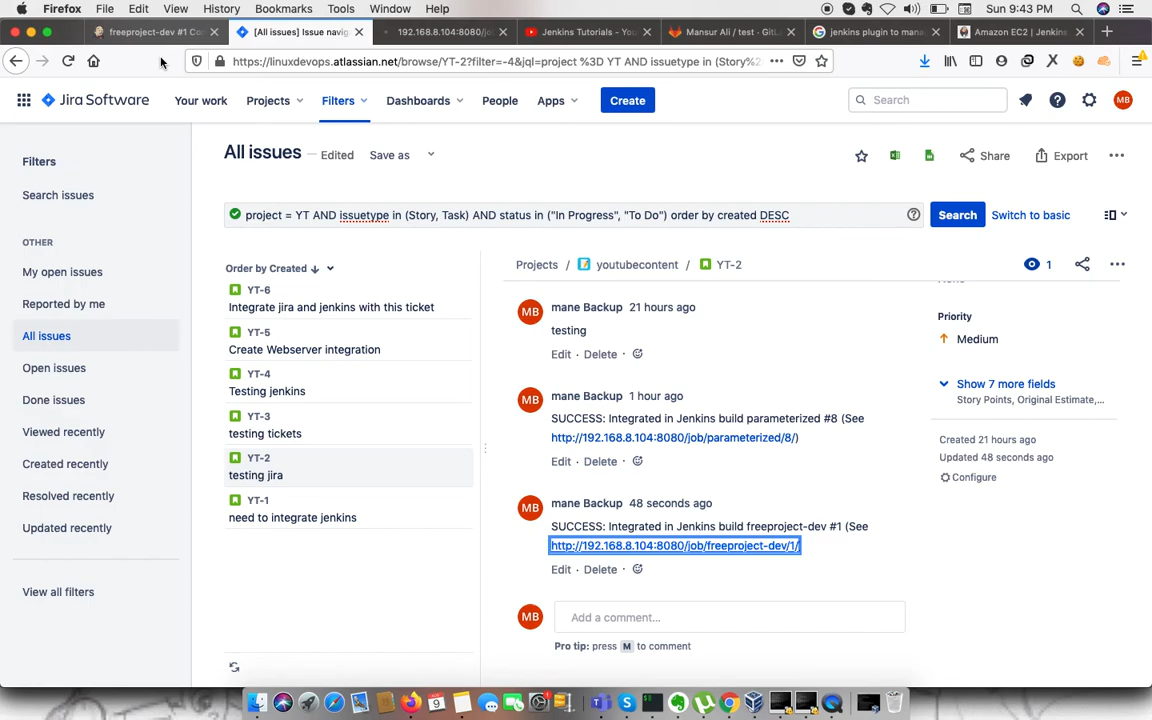 Firefox File Edit View History Bookmarks Tools Window Help Sun 9:43 PM
freeproject-dev #1 Con [All issues] Issue navig 192.168.8.104:8080/jo Jenkins Tutorials - You Mansur Ali / test · GitL jenkins plugin to mana Amazon EC2 | Jenkins
https://linuxdevops.atlassian.net/browse/YT-2?filter=-4&jql=project %3D YT AND issuetype in (Story%2
Jira Software Your work Projects Filters Dashboards People Apps Create Search MB
Filters
Search issues
OTHER
My open issues
Reported by me
All issues
Open issues
Done issues
Viewed recently
Created recently
Resolved recently
Updated recently
View all filters
All issues — Edited Save as Share Export
project = YT AND issuetype in (Story, Task) AND status in ("In Progress", "To Do") order by created DESC Search Switch to basic
Order by Created
YT-6
Integrate jira and jenkins with this ticket
YT-5
Create Webserver integration
YT-4
Testing jenkins
YT-3
testing tickets
YT-2
testing jira
YT-1
need to integrate jenkins
Projects / youtubecontent / YT-2 1
MB mane Backup 21 hours ago
testing
Edit · Delete ·
MB mane Backup 1 hour ago
SUCCESS: Integrated in Jenkins build parameterized #8 (See
http://192.168.8.104:8080/job/parameterized/8/)
Edit · Delete ·
MB mane Backup 48 seconds ago
SUCCESS: Integrated in Jenkins build freeproject-dev #1 (See
http://192.168.8.104:8080/job/freeproject-dev/1/
Edit · Delete ·
MB Add a comment...
Pro tip: press M to comment
Priority
Medium
Show 7 more fields
Story Points, Original Estimate,...
Created 21 hours ago
Updated 48 seconds ago
Configure